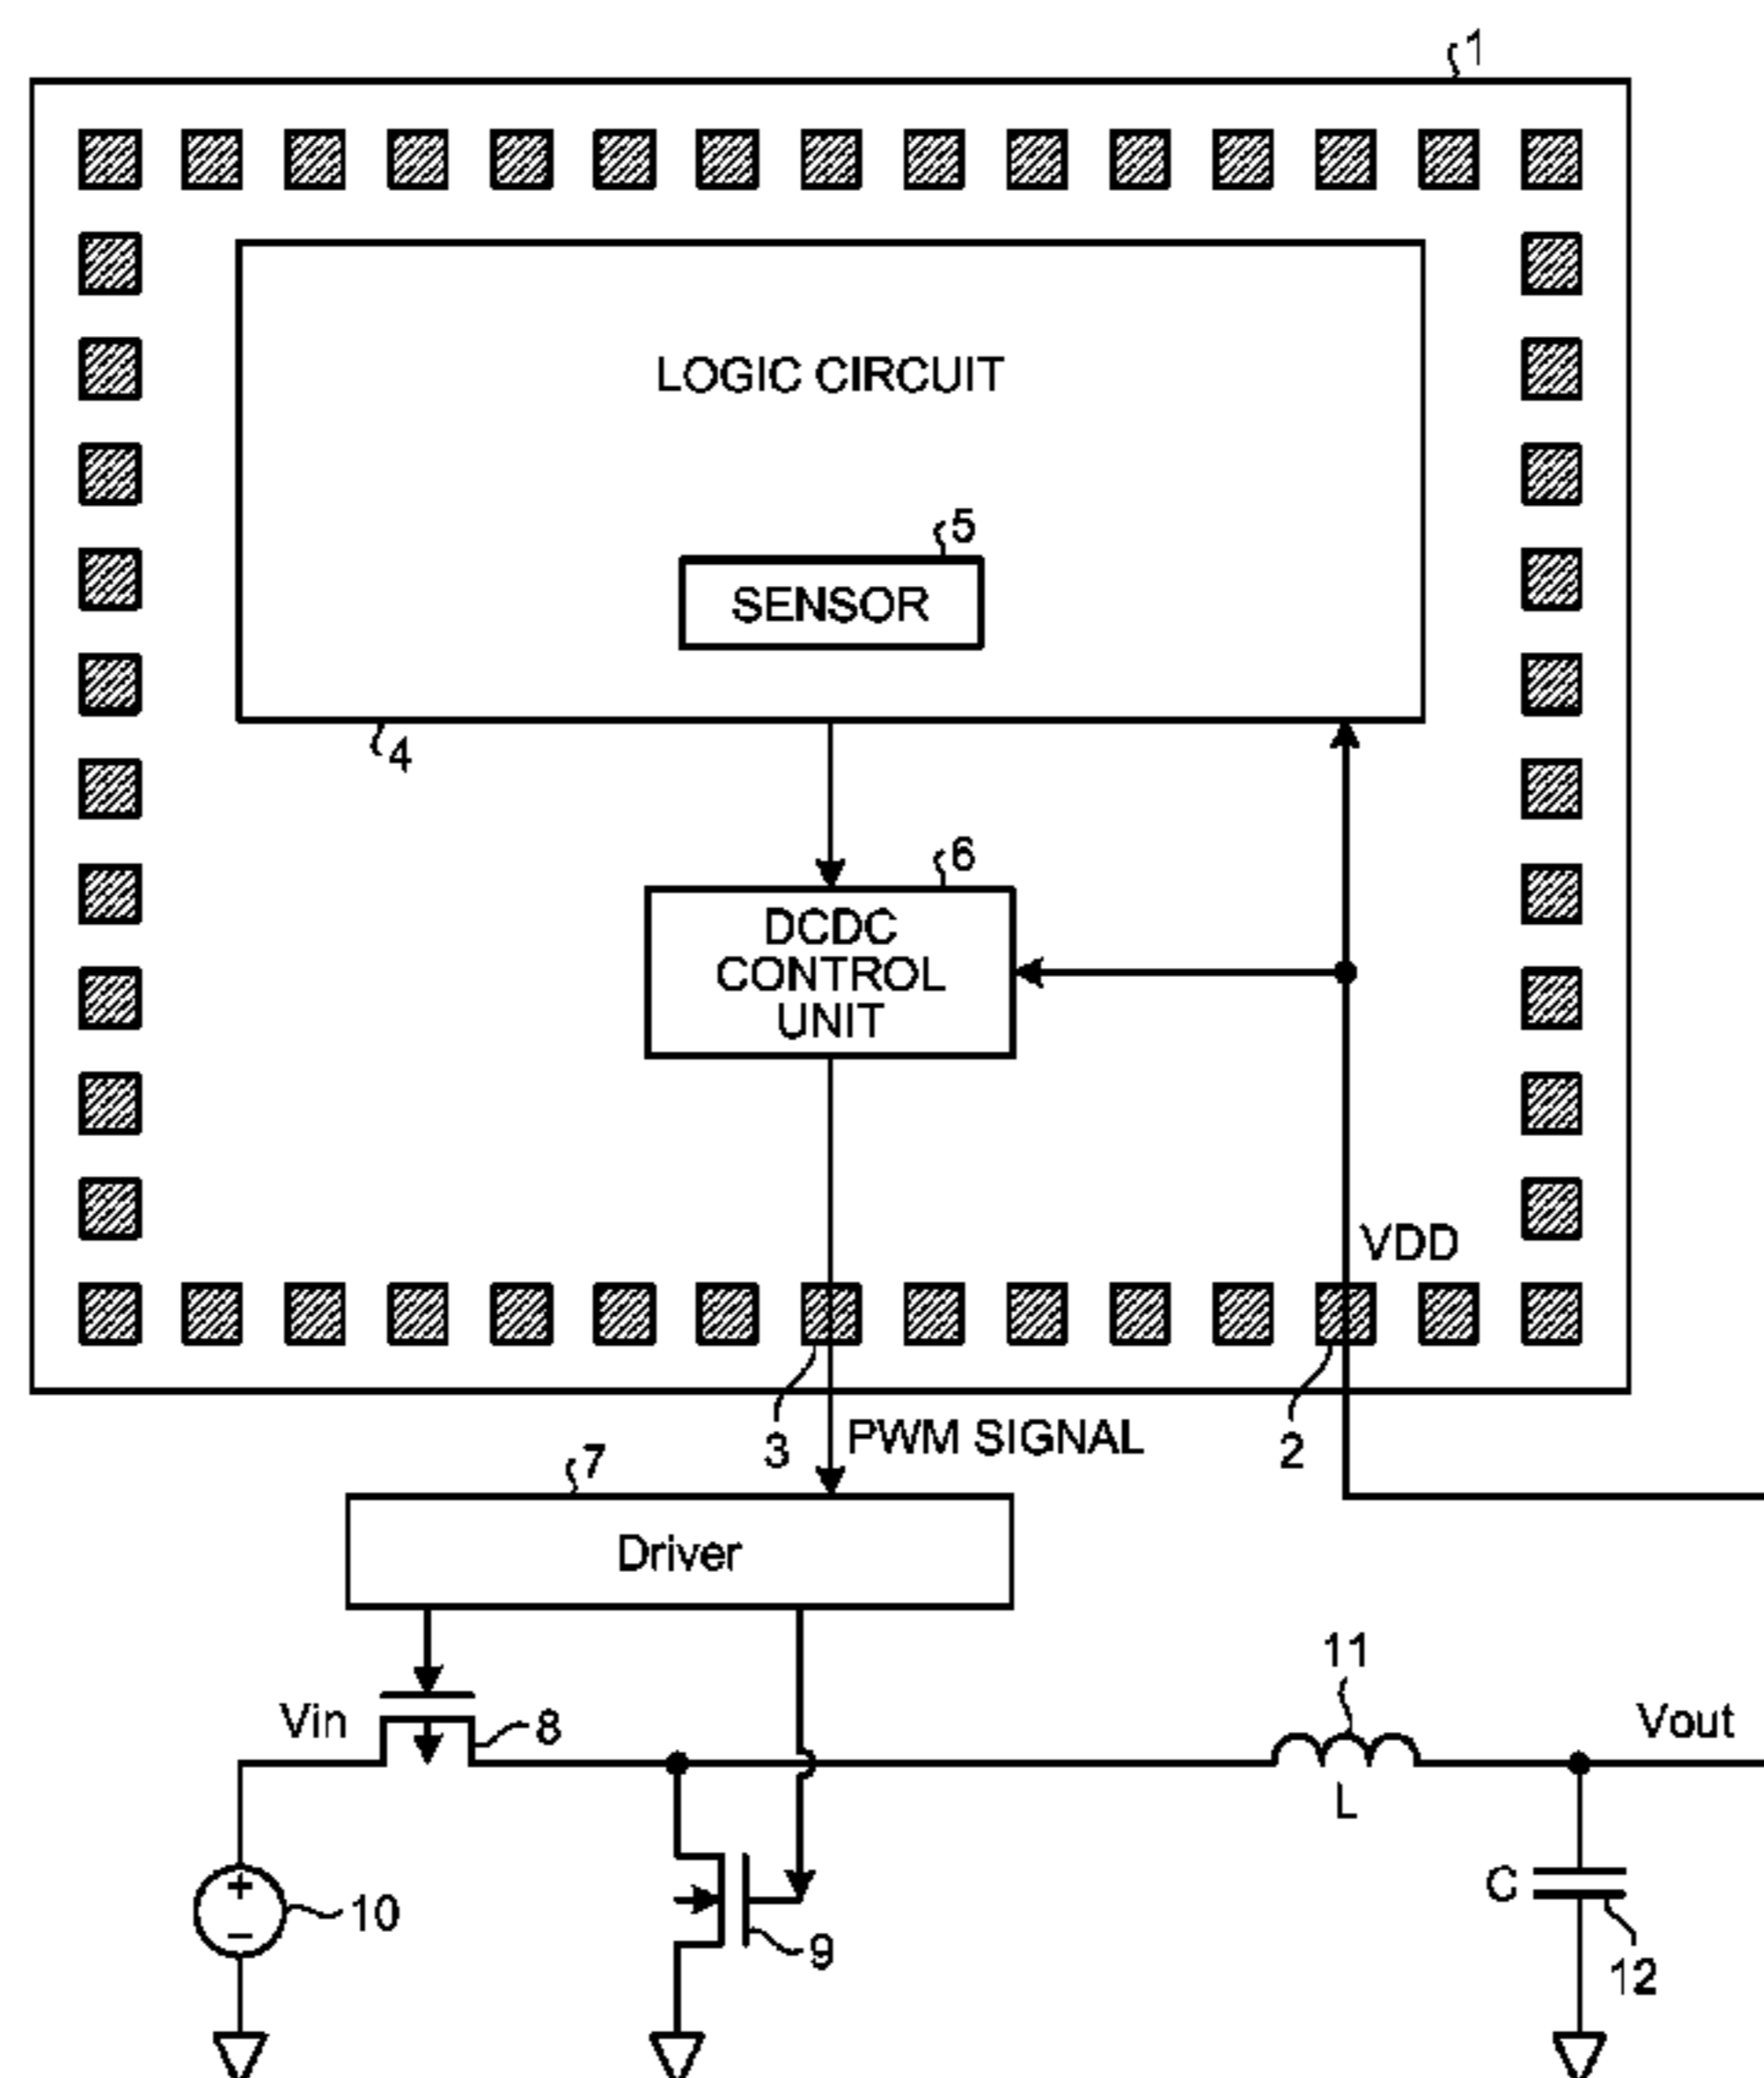 1
LOGIC CIRCUIT
5
SENSOR
4
6
DCDC
CONTROL
UNIT
VDD
3
PWM SIGNAL
2
7
Driver
11
Vin
8
Vout
L
+
−
10
9
C
12